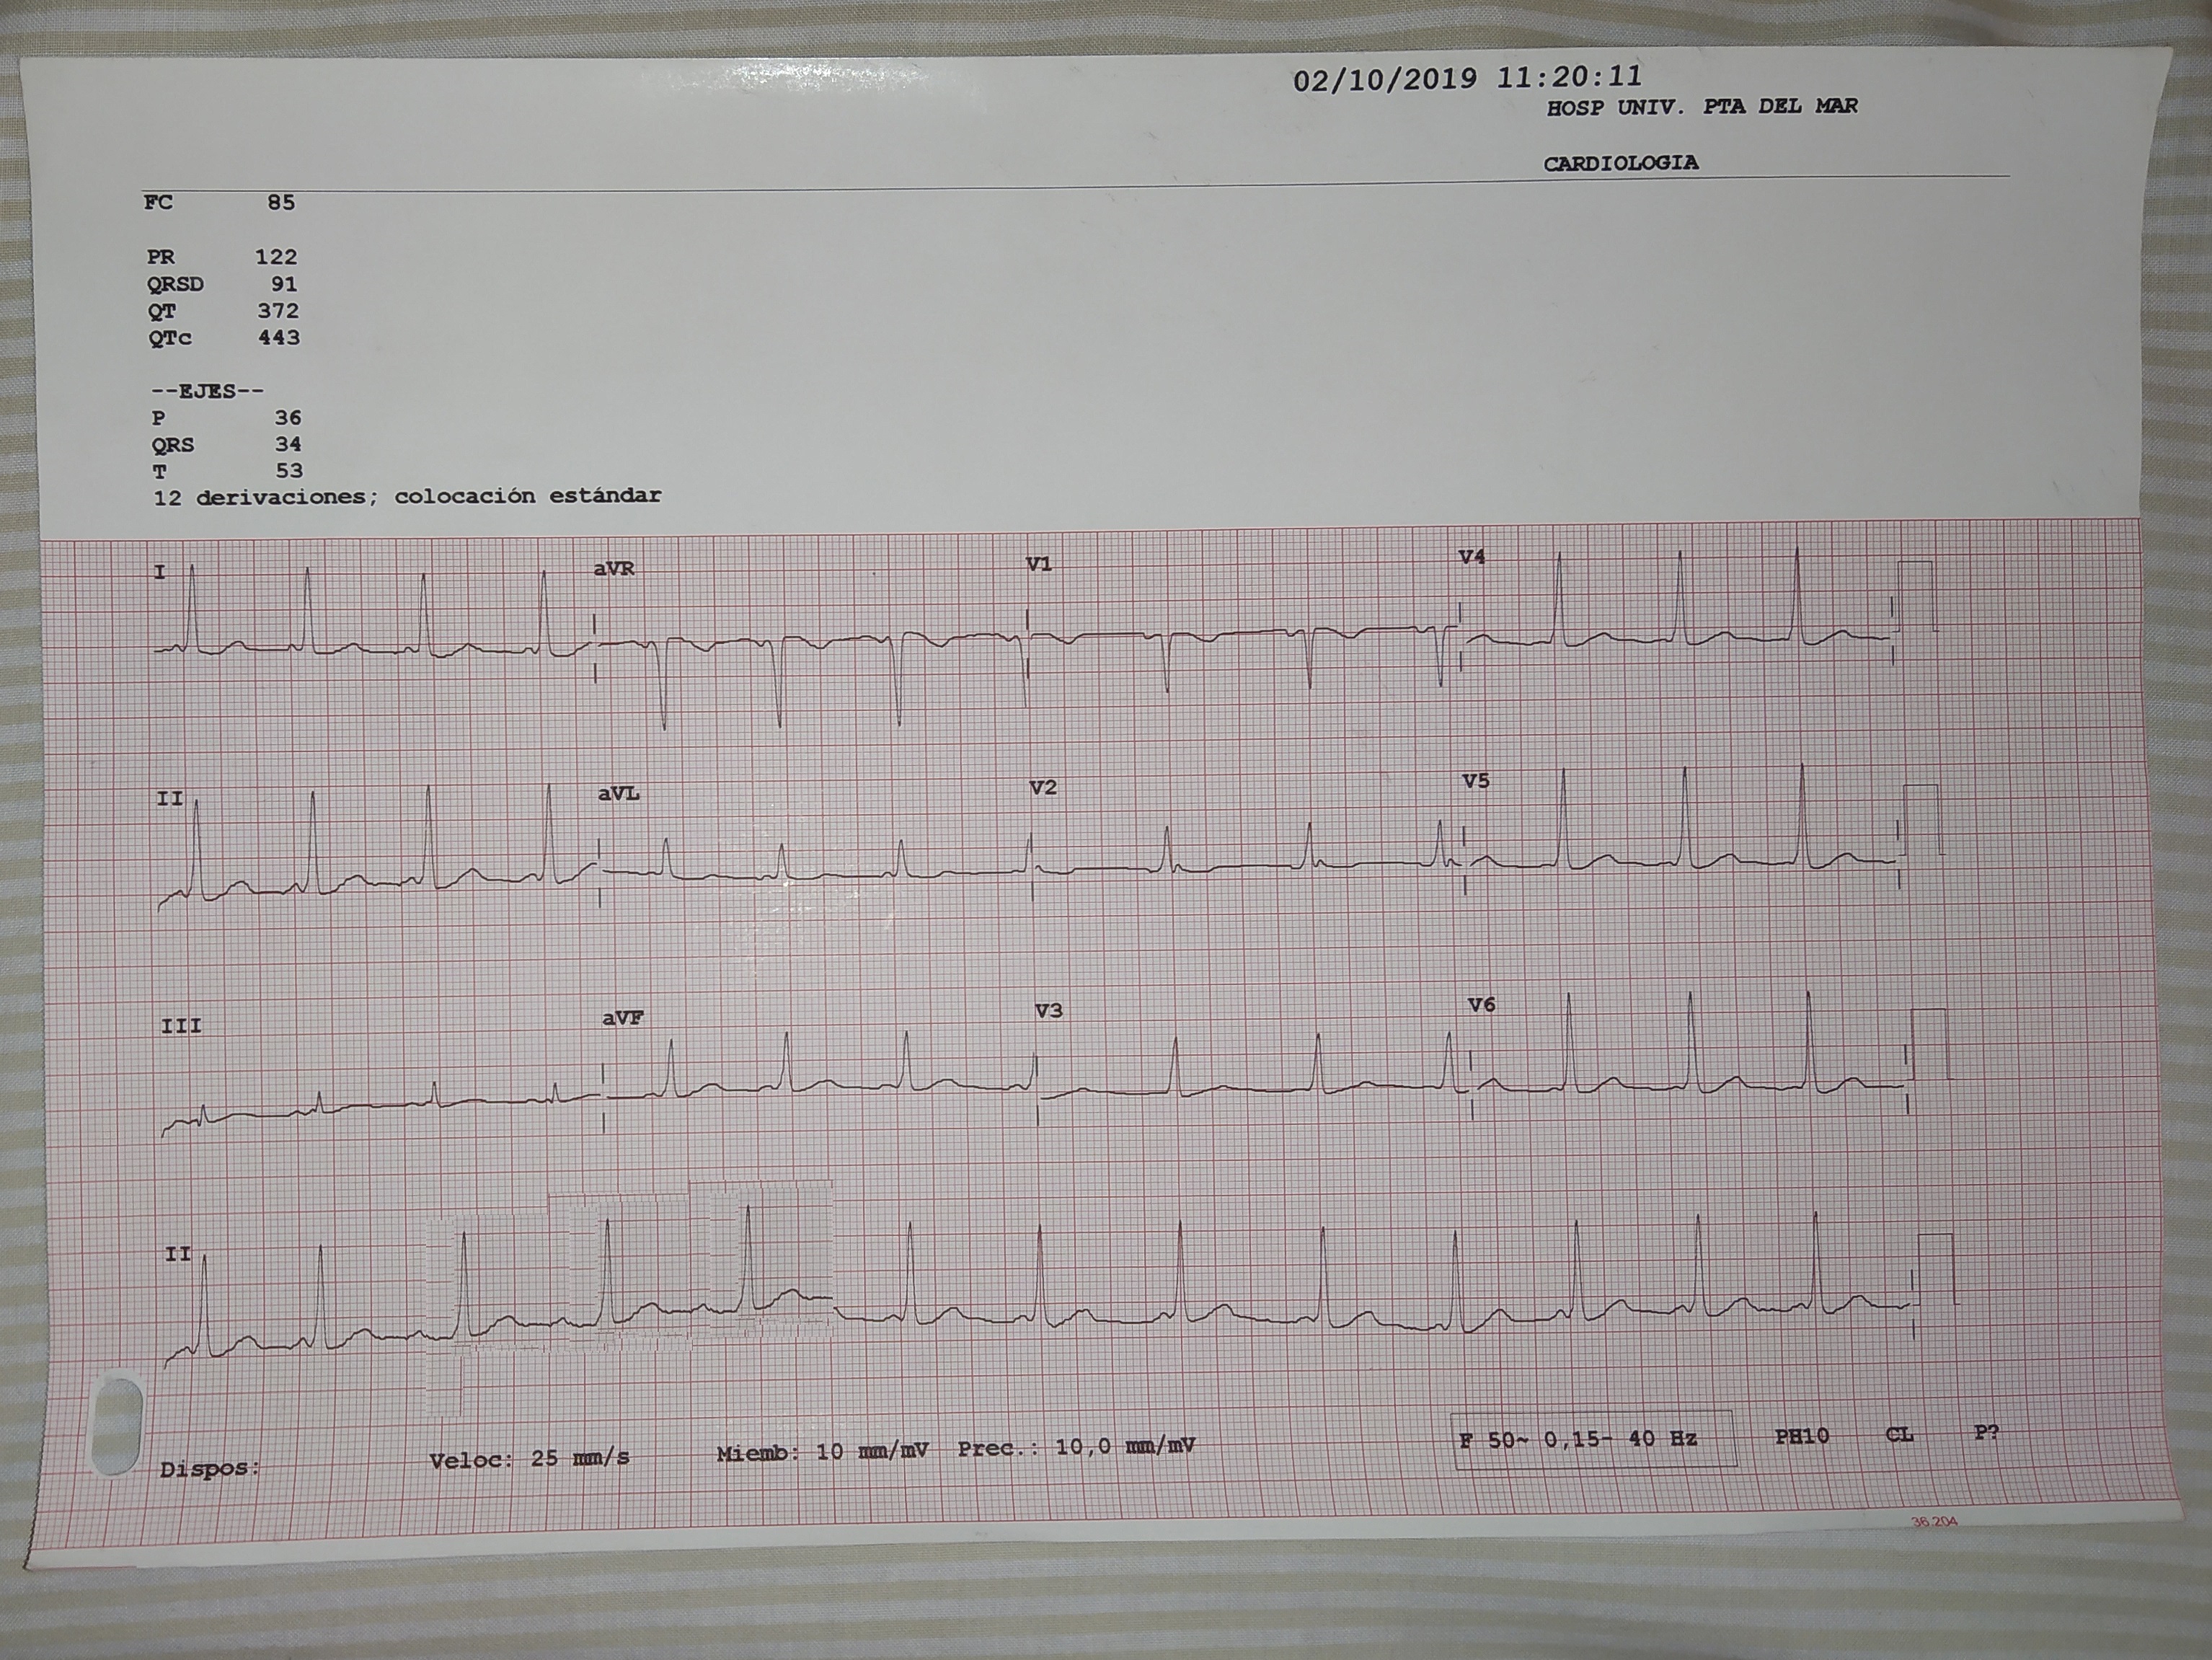 02/10/2019 11:20:11
HOSP UNIV. PTA DEL MAR
CARDIOLOGIA
FC 85
PR 122
QRSD 91
QT 372
QTc 443
--EJES--
P 36
QRS 34
T 53
12 derivaciones; colocación estándar
I aVR V1 V4
II aVL V2 V5
III aVF V3 V6
II
Dispos: Veloc: 25 mm/s Miemb: 10 mm/mV Prec.: 10,0 mm/mV F 50~ 0,15- 40 Hz PH10 CL P?
36.204